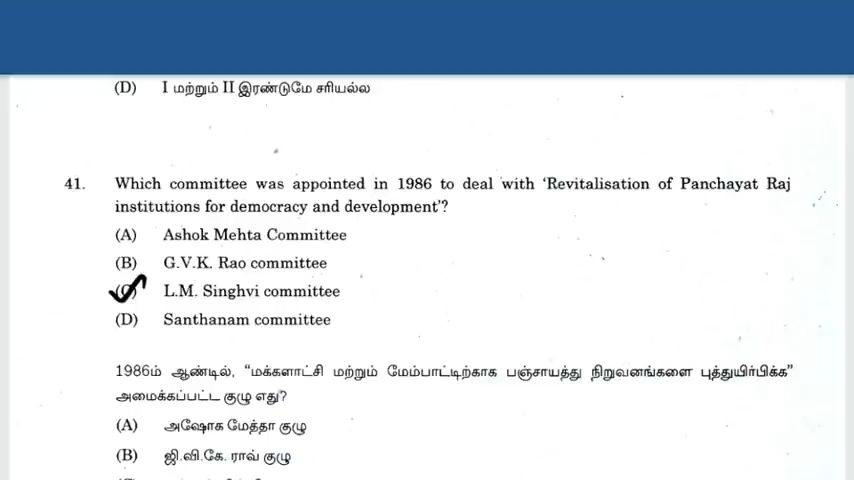 (D) I மற்றும் II இரண்டுமே சரியல்ல
41. Which committee was appointed in 1986 to deal with ‘Revitalisation of Panchayat Raj
institutions for democracy and development’?
(A) Ashok Mehta Committee
(B) G.V.K. Rao committee
(C) L.M. Singhvi committee
(D) Santhanam committee
1986ம் ஆண்டில், “மக்களாட்சி மற்றும் மேம்பாட்டிற்காக பஞ்சாயத்து நிறுவனங்களை புத்துயிர்பிக்க”
அமைக்கப்பட்ட குழு எது?
(A) அஷோக மேத்தா குழு
(B) ஜி.வி.கே. ராவ் குழு